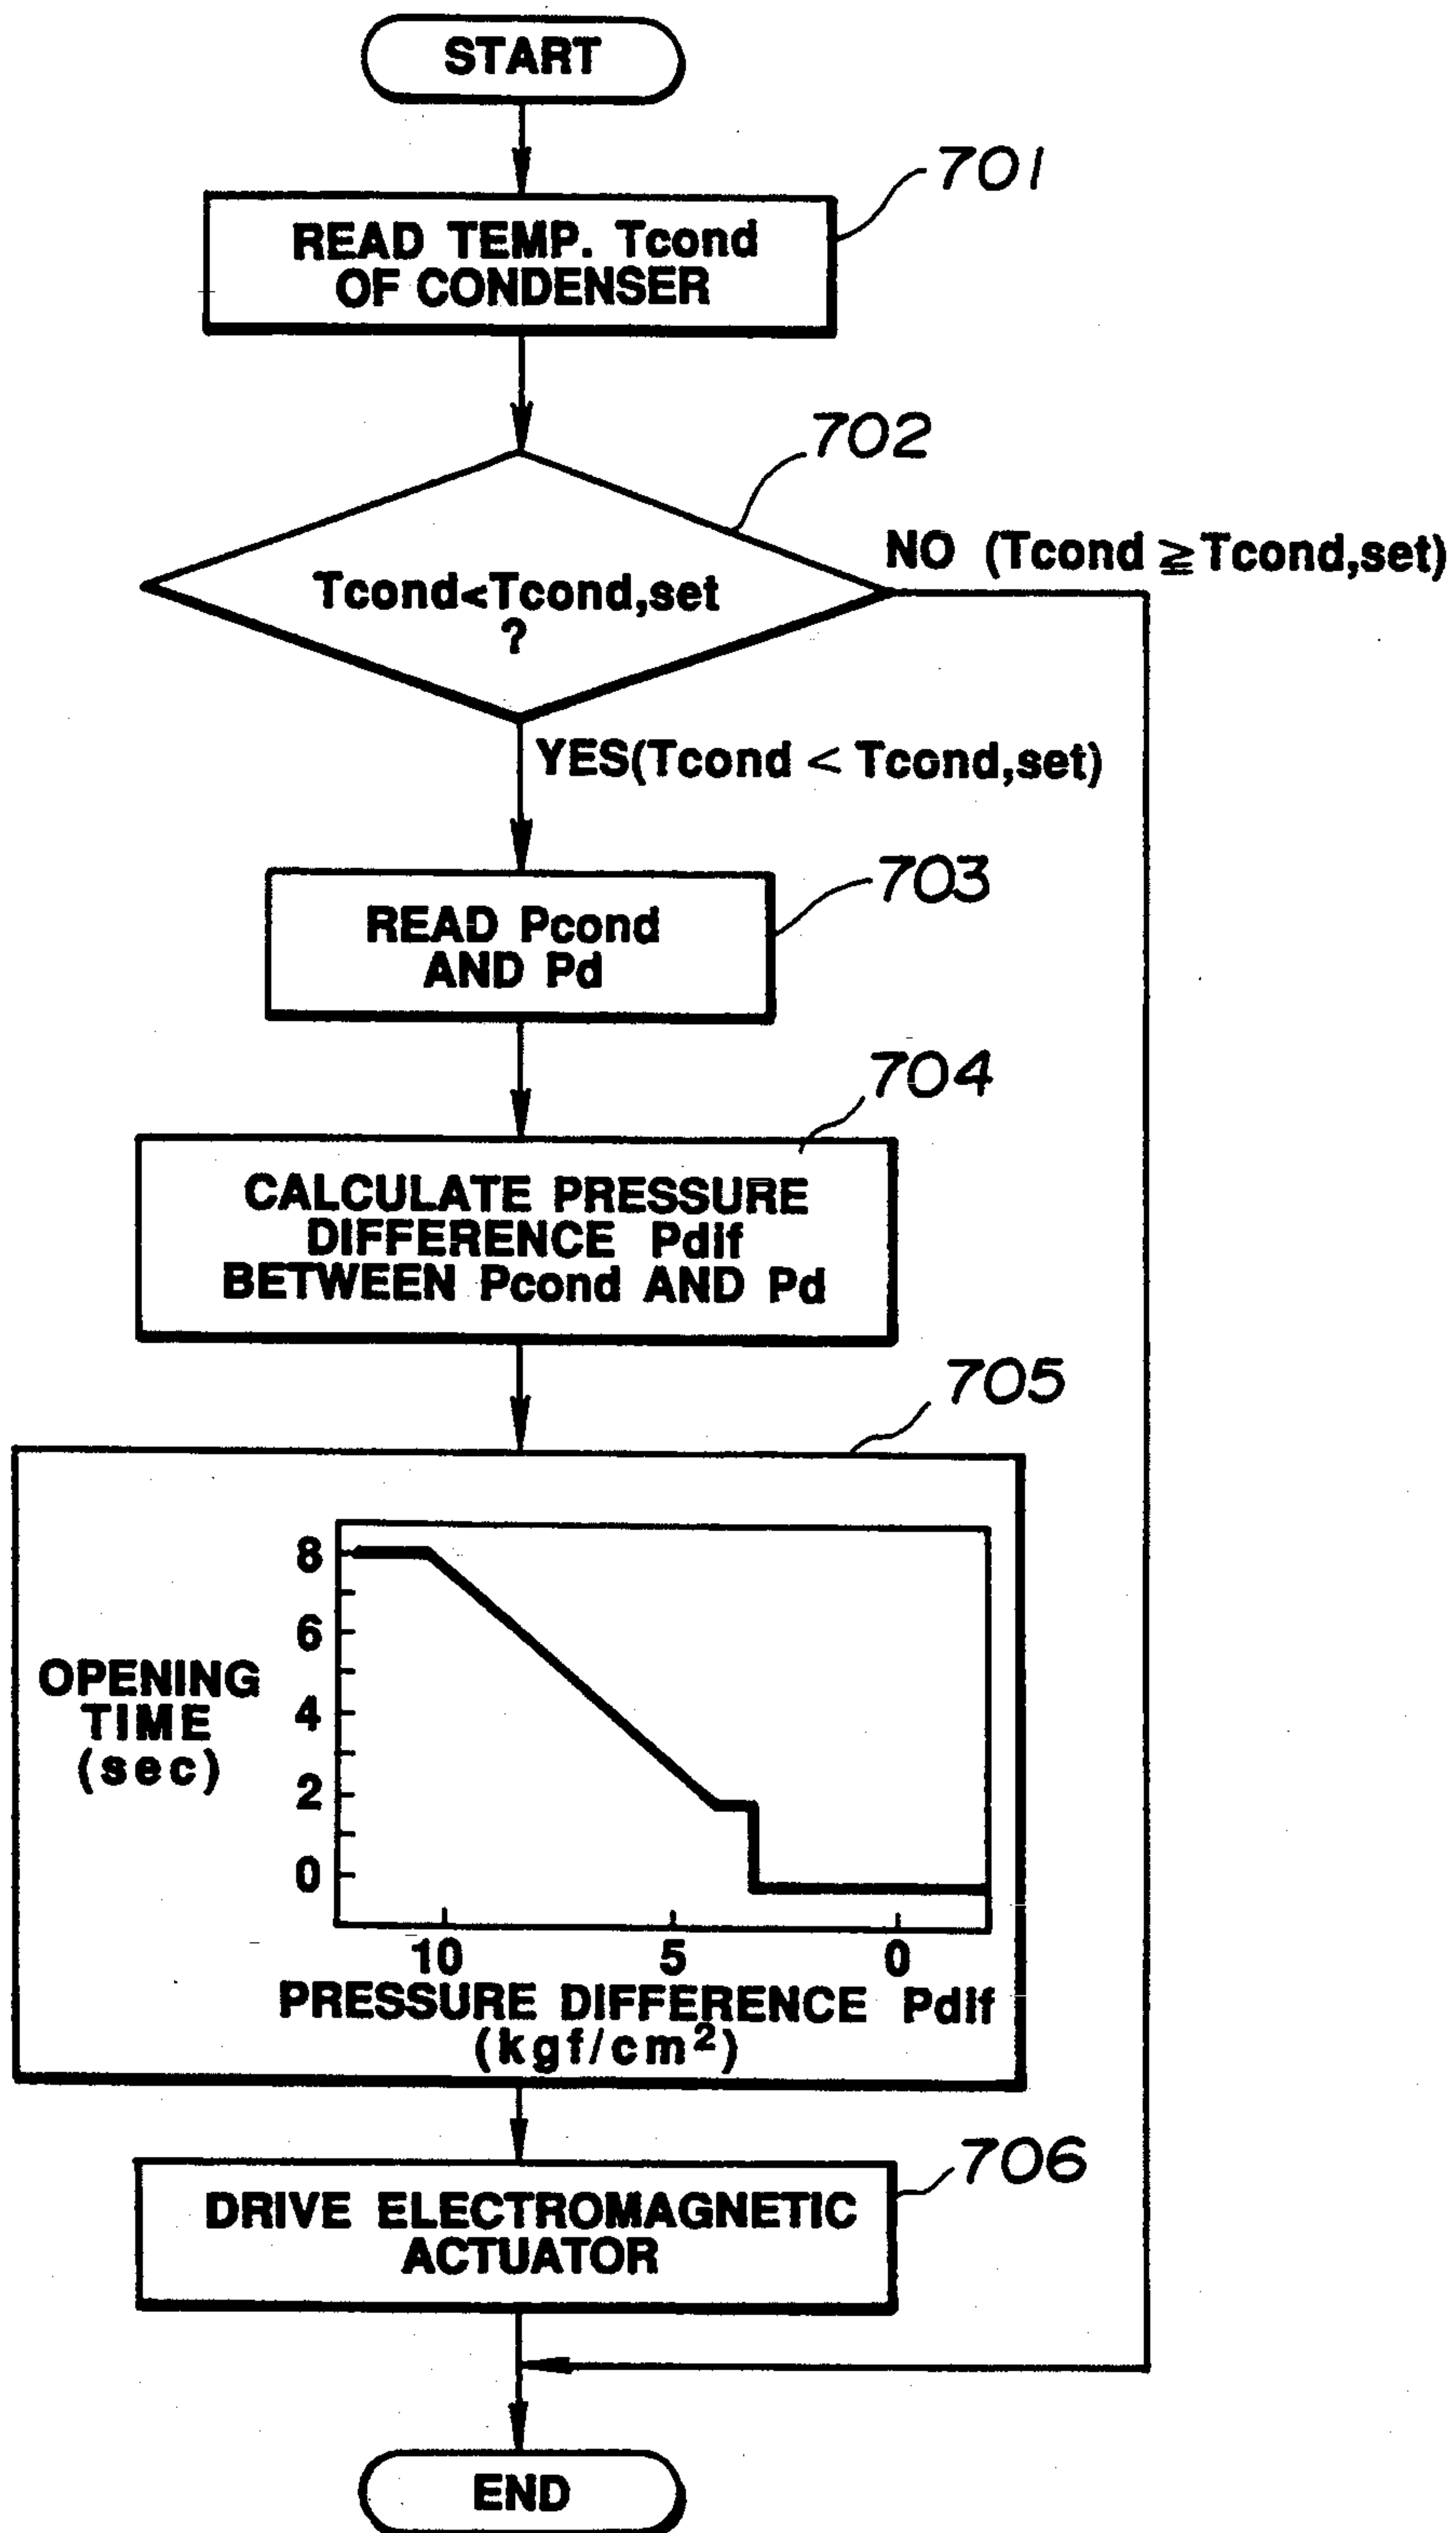 START
701
READ TEMP. Tcond
OF CONDENSER
702
NO (Tcond ≧ Tcond,set)
Tcond<Tcond,set
?
YES(Tcond < Tcond,set)
703
READ Pcond
AND Pd
704
CALCULATE PRESSURE
DIFFERENCE Pdif
BETWEEN Pcond AND Pd
705
8
6
4
2
0
OPENING
TIME
(sec)
10 5 0
PRESSURE DIFFERENCE Pdif
(kgf/cm²)
706
DRIVE ELECTROMAGNETIC
ACTUATOR
END